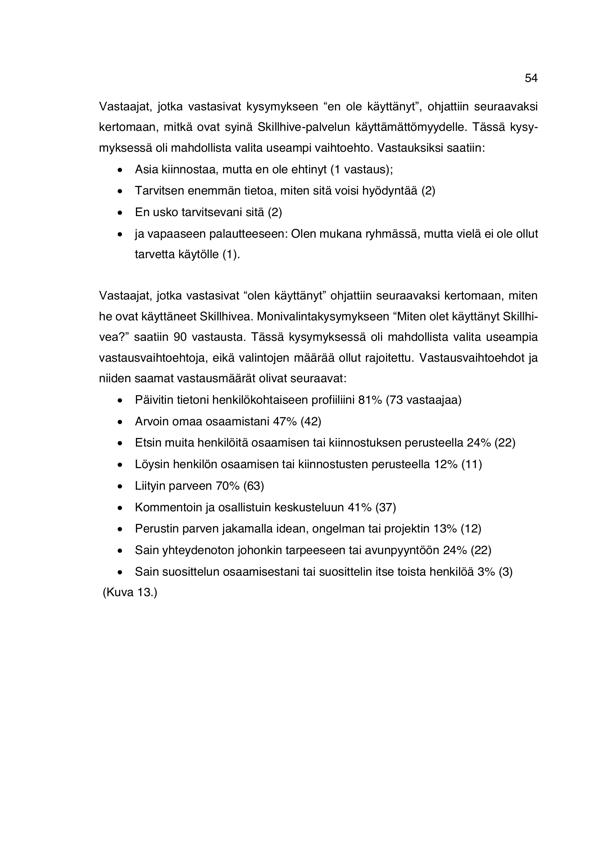 54
Vastaajat, jotka vastasivat kysymykseen “en ole käyttänyt”, ohjattiin seuraavaksi
kertomaan, mitkä ovat syinä Skillhive-palvelun käyttämättömyydelle. Tässä kysy-
myksessä oli mahdollista valita useampi vaihtoehto. Vastauksiksi saatiin:
• Asia kiinnostaa, mutta en ole ehtinyt (1 vastaus);
• Tarvitsen enemmän tietoa, miten sitä voisi hyödyntää (2)
• En usko tarvitsevani sitä (2)
• ja vapaaseen palautteeseen: Olen mukana ryhmässä, mutta vielä ei ole ollut
tarvetta käytölle (1).
Vastaajat, jotka vastasivat “olen käyttänyt” ohjattiin seuraavaksi kertomaan, miten
he ovat käyttäneet Skillhivea. Monivalintakysymykseen “Miten olet käyttänyt Skillhi-
vea?” saatiin 90 vastausta. Tässä kysymyksessä oli mahdollista valita useampia
vastausvaihtoehtoja, eikä valintojen määrää ollut rajoitettu. Vastausvaihtoehdot ja
niiden saamat vastausmäärät olivat seuraavat:
• Päivitin tietoni henkilökohtaiseen profiiliini 81% (73 vastaajaa)
• Arvoin omaa osaamistani 47% (42)
• Etsin muita henkilöitä osaamisen tai kiinnostuksen perusteella 24% (22)
• Löysin henkilön osaamisen tai kiinnostusten perusteella 12% (11)
• Liityin parveen 70% (63)
• Kommentoin ja osallistuin keskusteluun 41% (37)
• Perustin parven jakamalla idean, ongelman tai projektin 13% (12)
• Sain yhteydenoton johonkin tarpeeseen tai avunpyyntöön 24% (22)
• Sain suosittelun osaamisestani tai suosittelin itse toista henkilöä 3% (3)
(Kuva 13.)